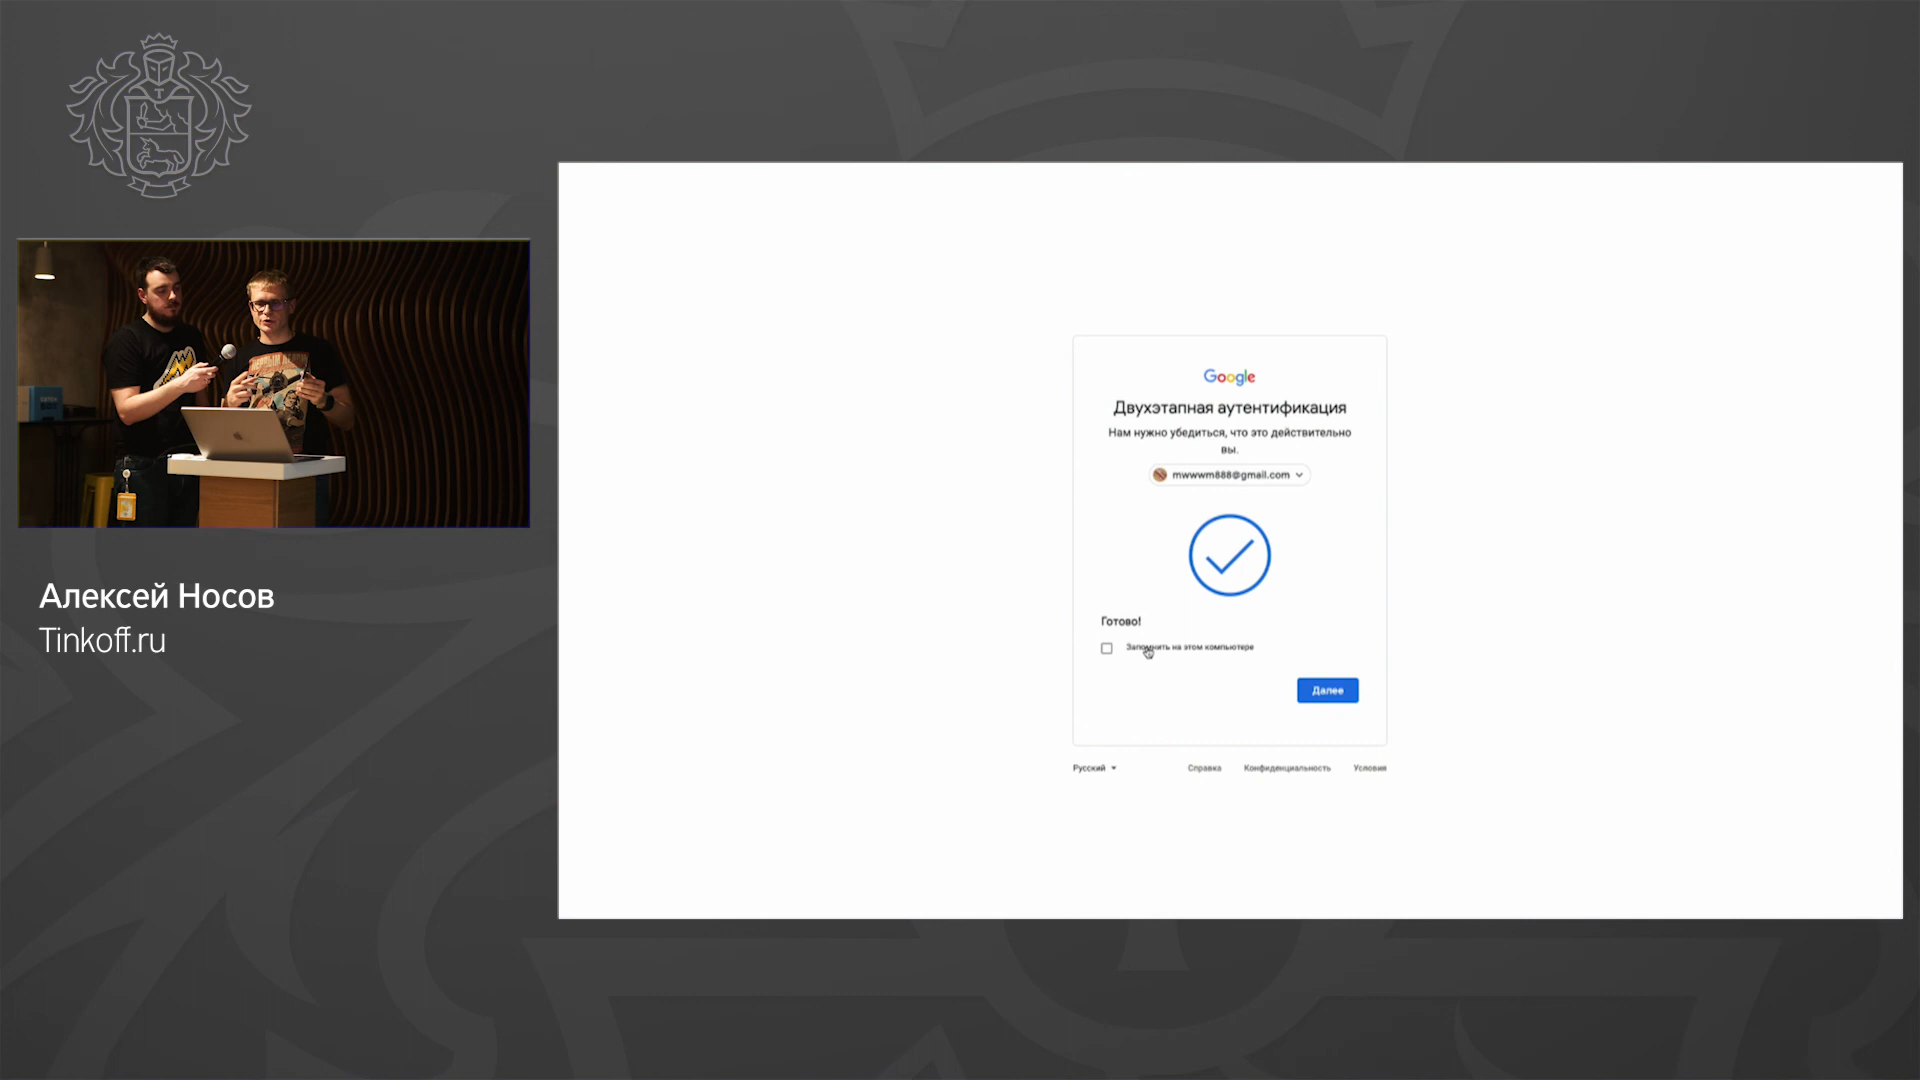 Алексей Носов
Tinkoff.ru
Google
Двухэтапная аутентификация
Нам нужно убедиться, что это действительно
вы.
mwwwm888@gmail.com
Готово!
Запомнить на этом компьютере
Далее
Русский
Справка
Конфиденциальность
Условия